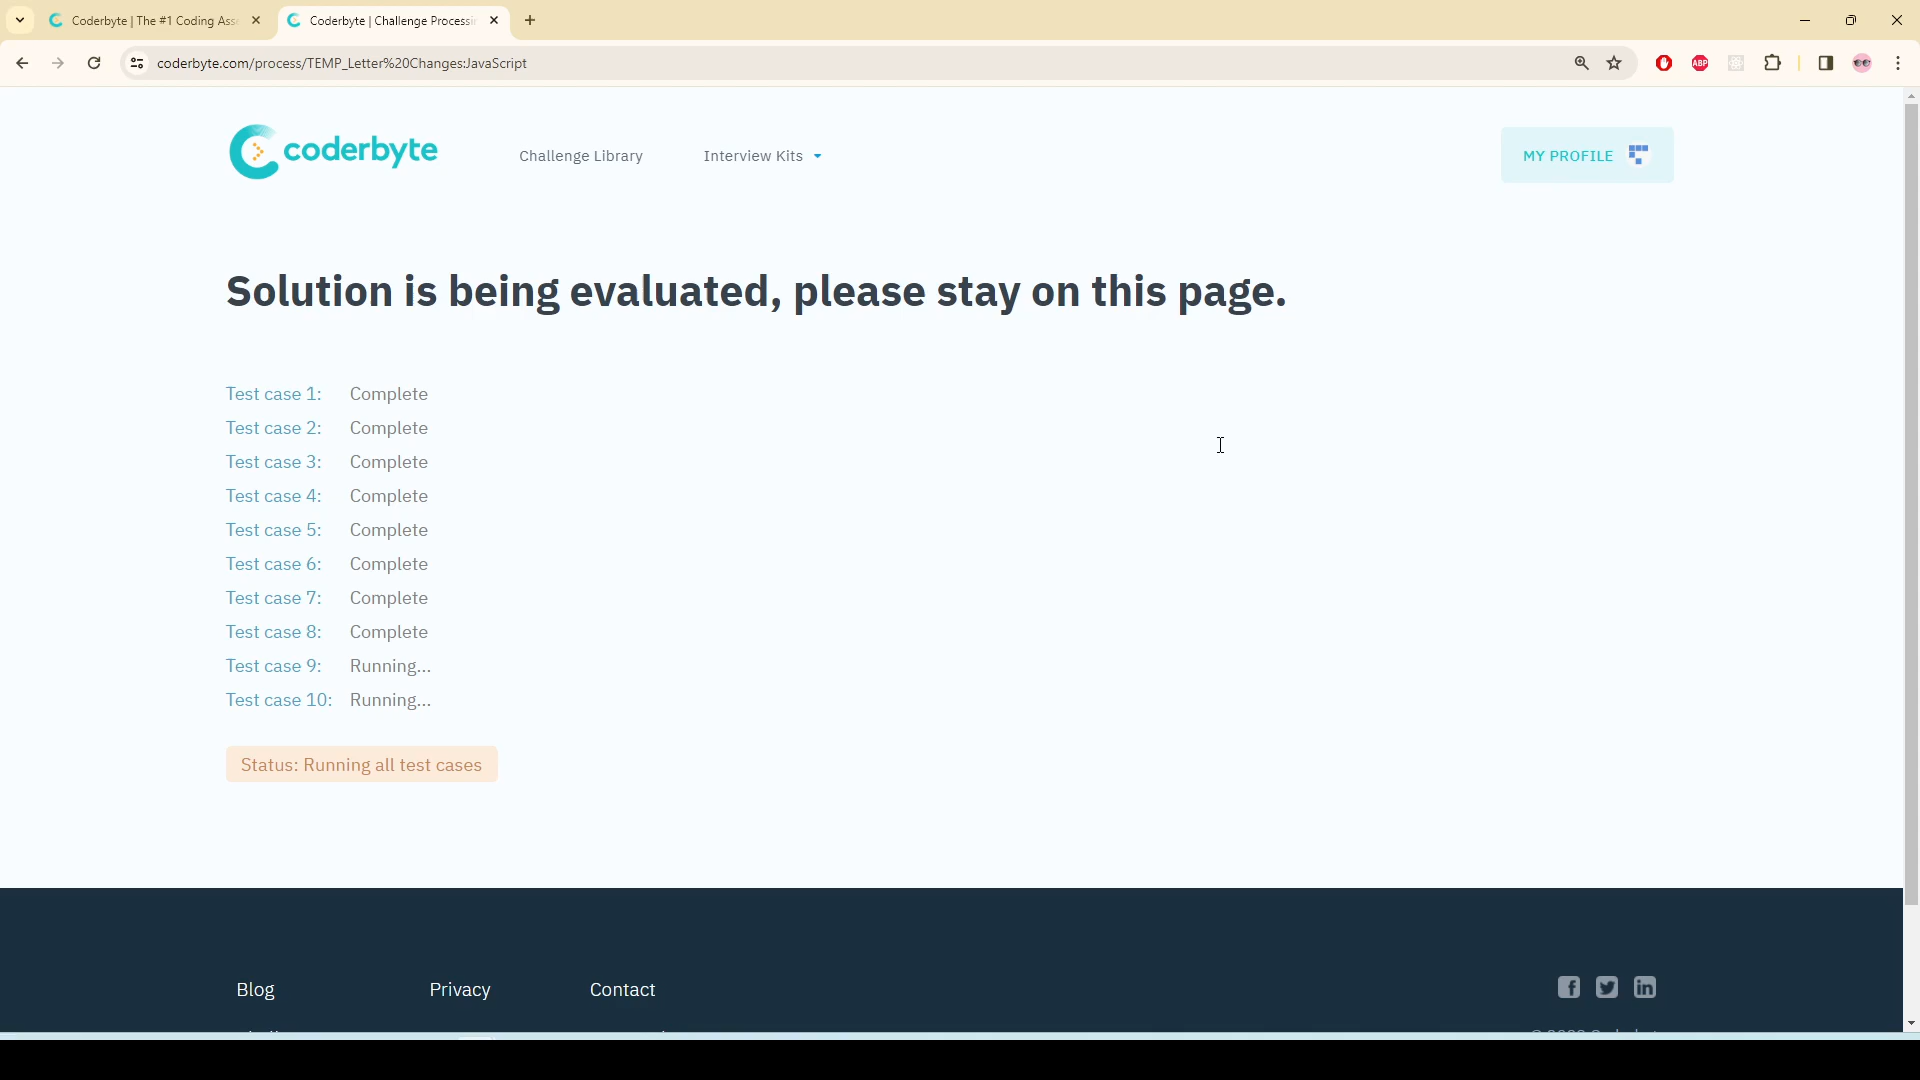 Coderbyte | The #1 Coding Ass
Coderbyte | Challenge Processin
coderbyte.com/process/TEMP_Letter%20Changes:JavaScript
ABP
coderbyte
Challenge Library
Interview Kits
MY PROFILE
Solution is being evaluated, please stay on this page.
Test case 1: Complete
Test case 2: Complete
Test case 3: Complete
Test case 4: Complete
Test case 5: Complete
Test case 6: Complete
Test case 7: Complete
Test case 8: Complete
Test case 9: Running...
Test case 10: Running...
Status: Running all test cases
Blog
Privacy
Contact